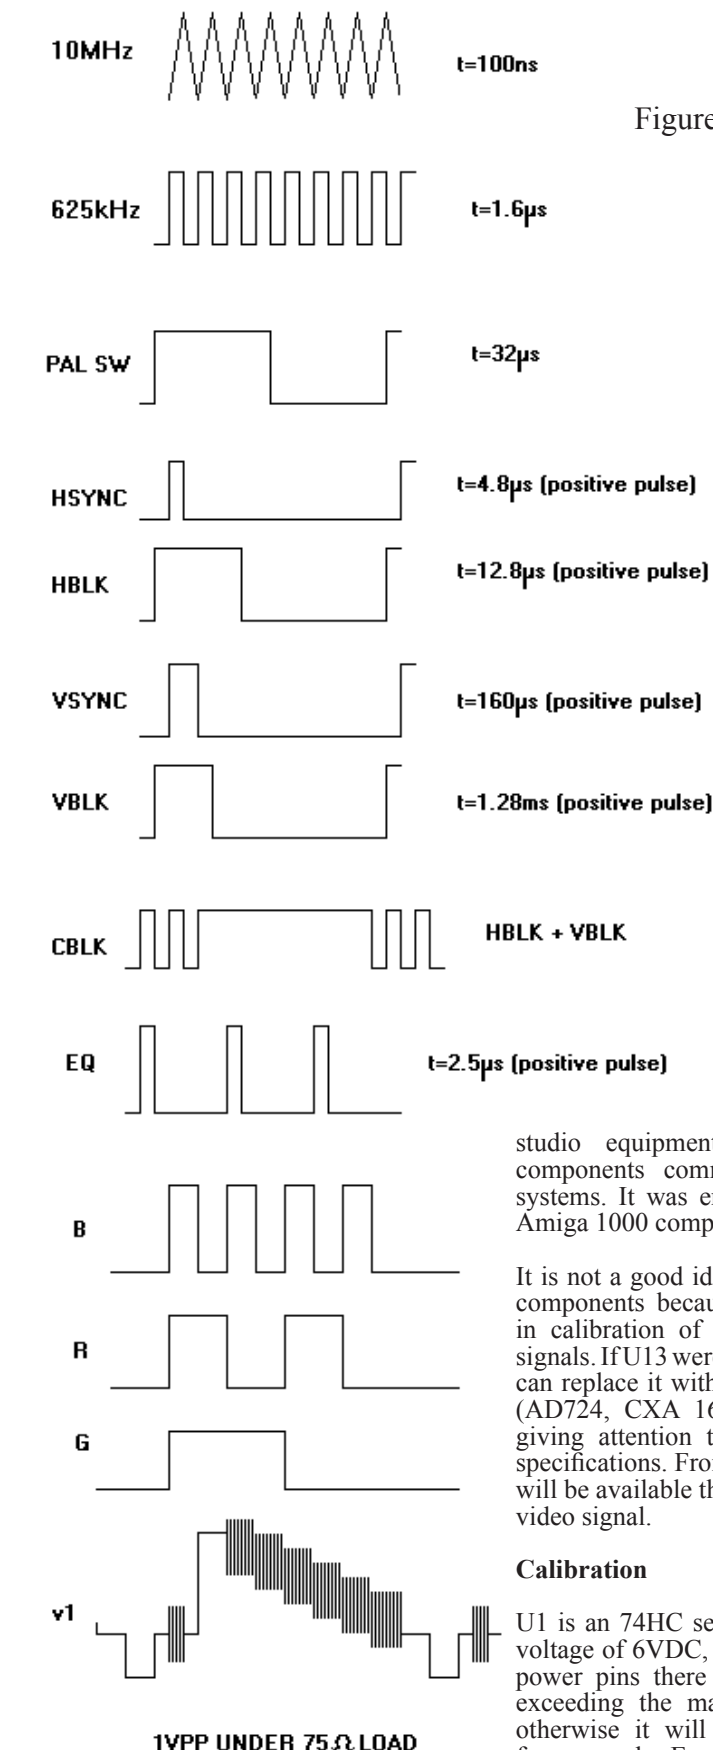 10MHz
t=100ns
Figure
625kHz
t=1.6µs
PAL SW
t=32µs
HSYNC
t=4.8µs (positive pulse)
HBLK
t=12.8µs (positive pulse)
VSYNC
t=160µs (positive pulse)
VBLK
t=1.28ms (positive pulse)
CBLK
HBLK + VBLK
EQ
t=2.5µs (positive pulse)
B
R
G
v1
1VPP UNDER 75Ω LOAD
studio equipment
components com
systems. It was e
Amiga 1000 comp
It is not a good id
components becau
in calibration of
signals. If U13 were
can replace it with
(AD724, CXA 16
giving attention t
specifications. Fro
will be available th
video signal.
Calibration
U1 is an 74HC se
voltage of 6VDC,
power pins there
exceeding the ma
otherwise it will